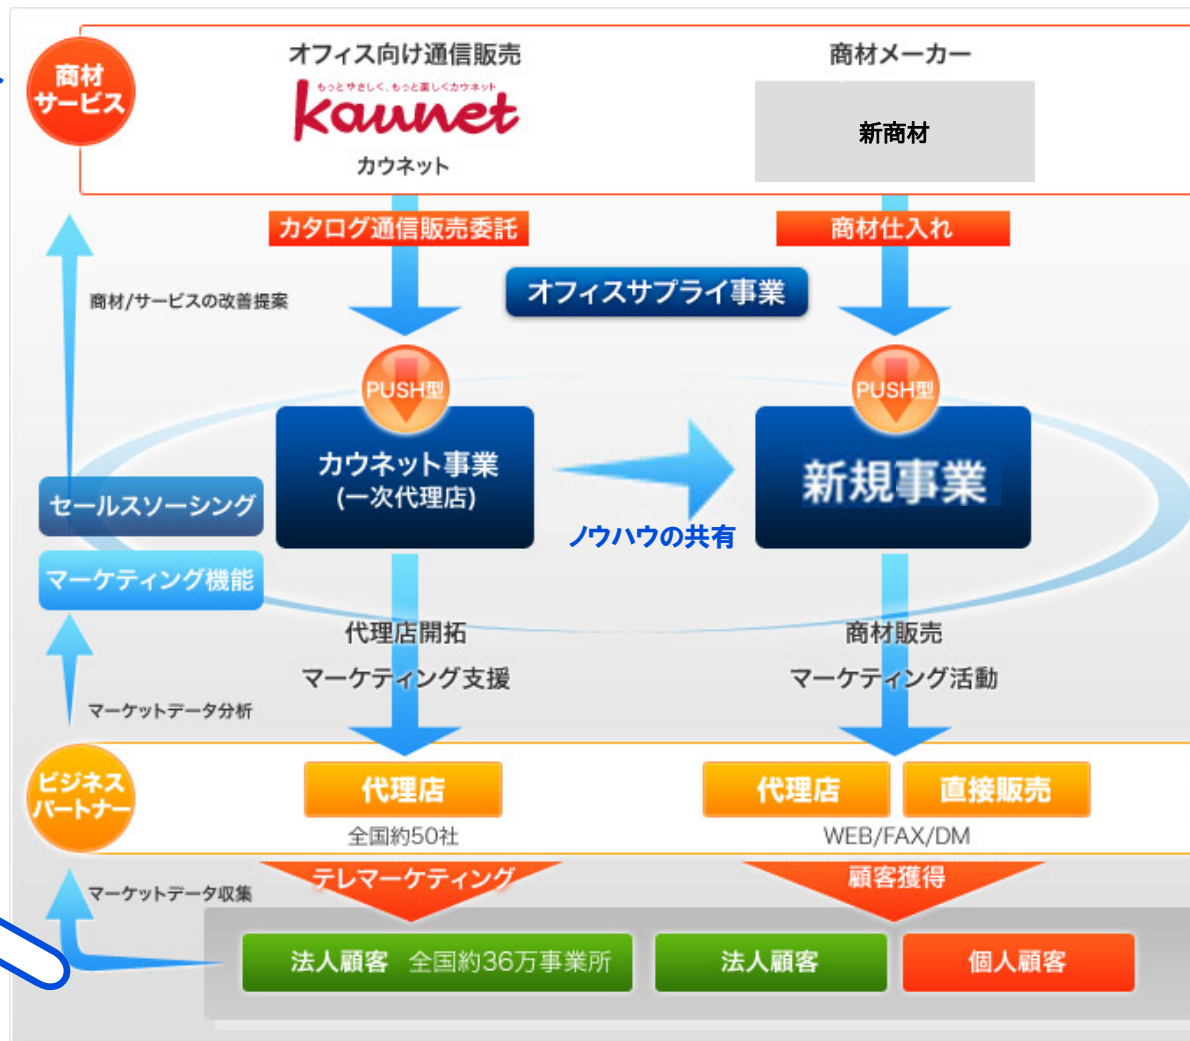 商材
サービス
オフィス向け通信販売
もっとやさしく、もっと楽しくカウネット
kaunet
カウネット
商材メーカー
新商材
カタログ通信販売委託
商材仕入れ
商材/サービスの改善提案
オフィスサプライ事業
PUSH型
PUSH型
カウネット事業
(一次代理店)
新規事業
ノウハウの共有
セールスソーシング
マーケティング機能
代理店開拓
マーケティング支援
商材販売
マーケティング活動
マーケットデータ分析
ビジネス
パートナー
代理店
全国約50社
代理店
直接販売
WEB/FAX/DM
テレマーケティング
顧客獲得
マーケットデータ収集
法人顧客 全国約36万事業所
法人顧客
個人顧客